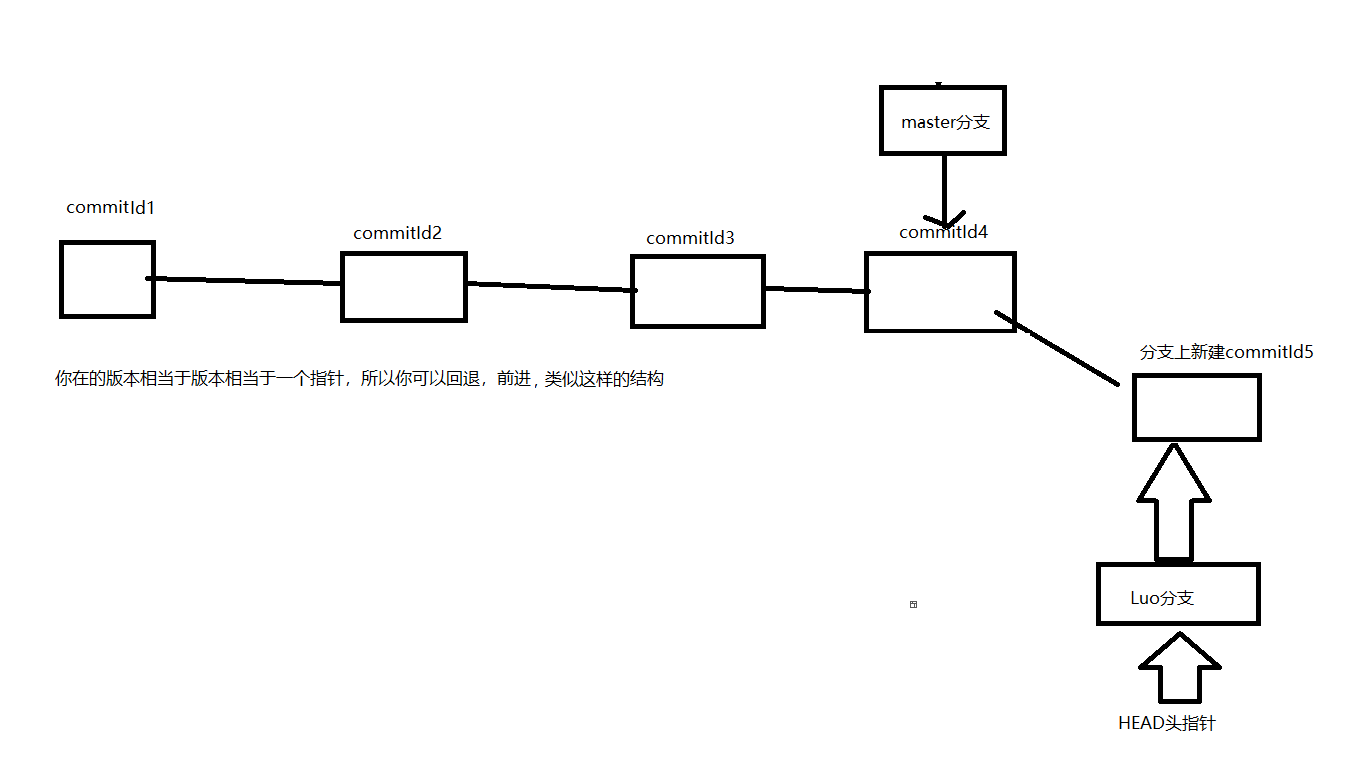 master分支
commitId1
commitId2
commitId3
commitId4
分支上新建commitId5
你在的版本相当于版本相当于一个指针，所以你可以回退，前进，类似这样的结构
Luo分支
HEAD头指针